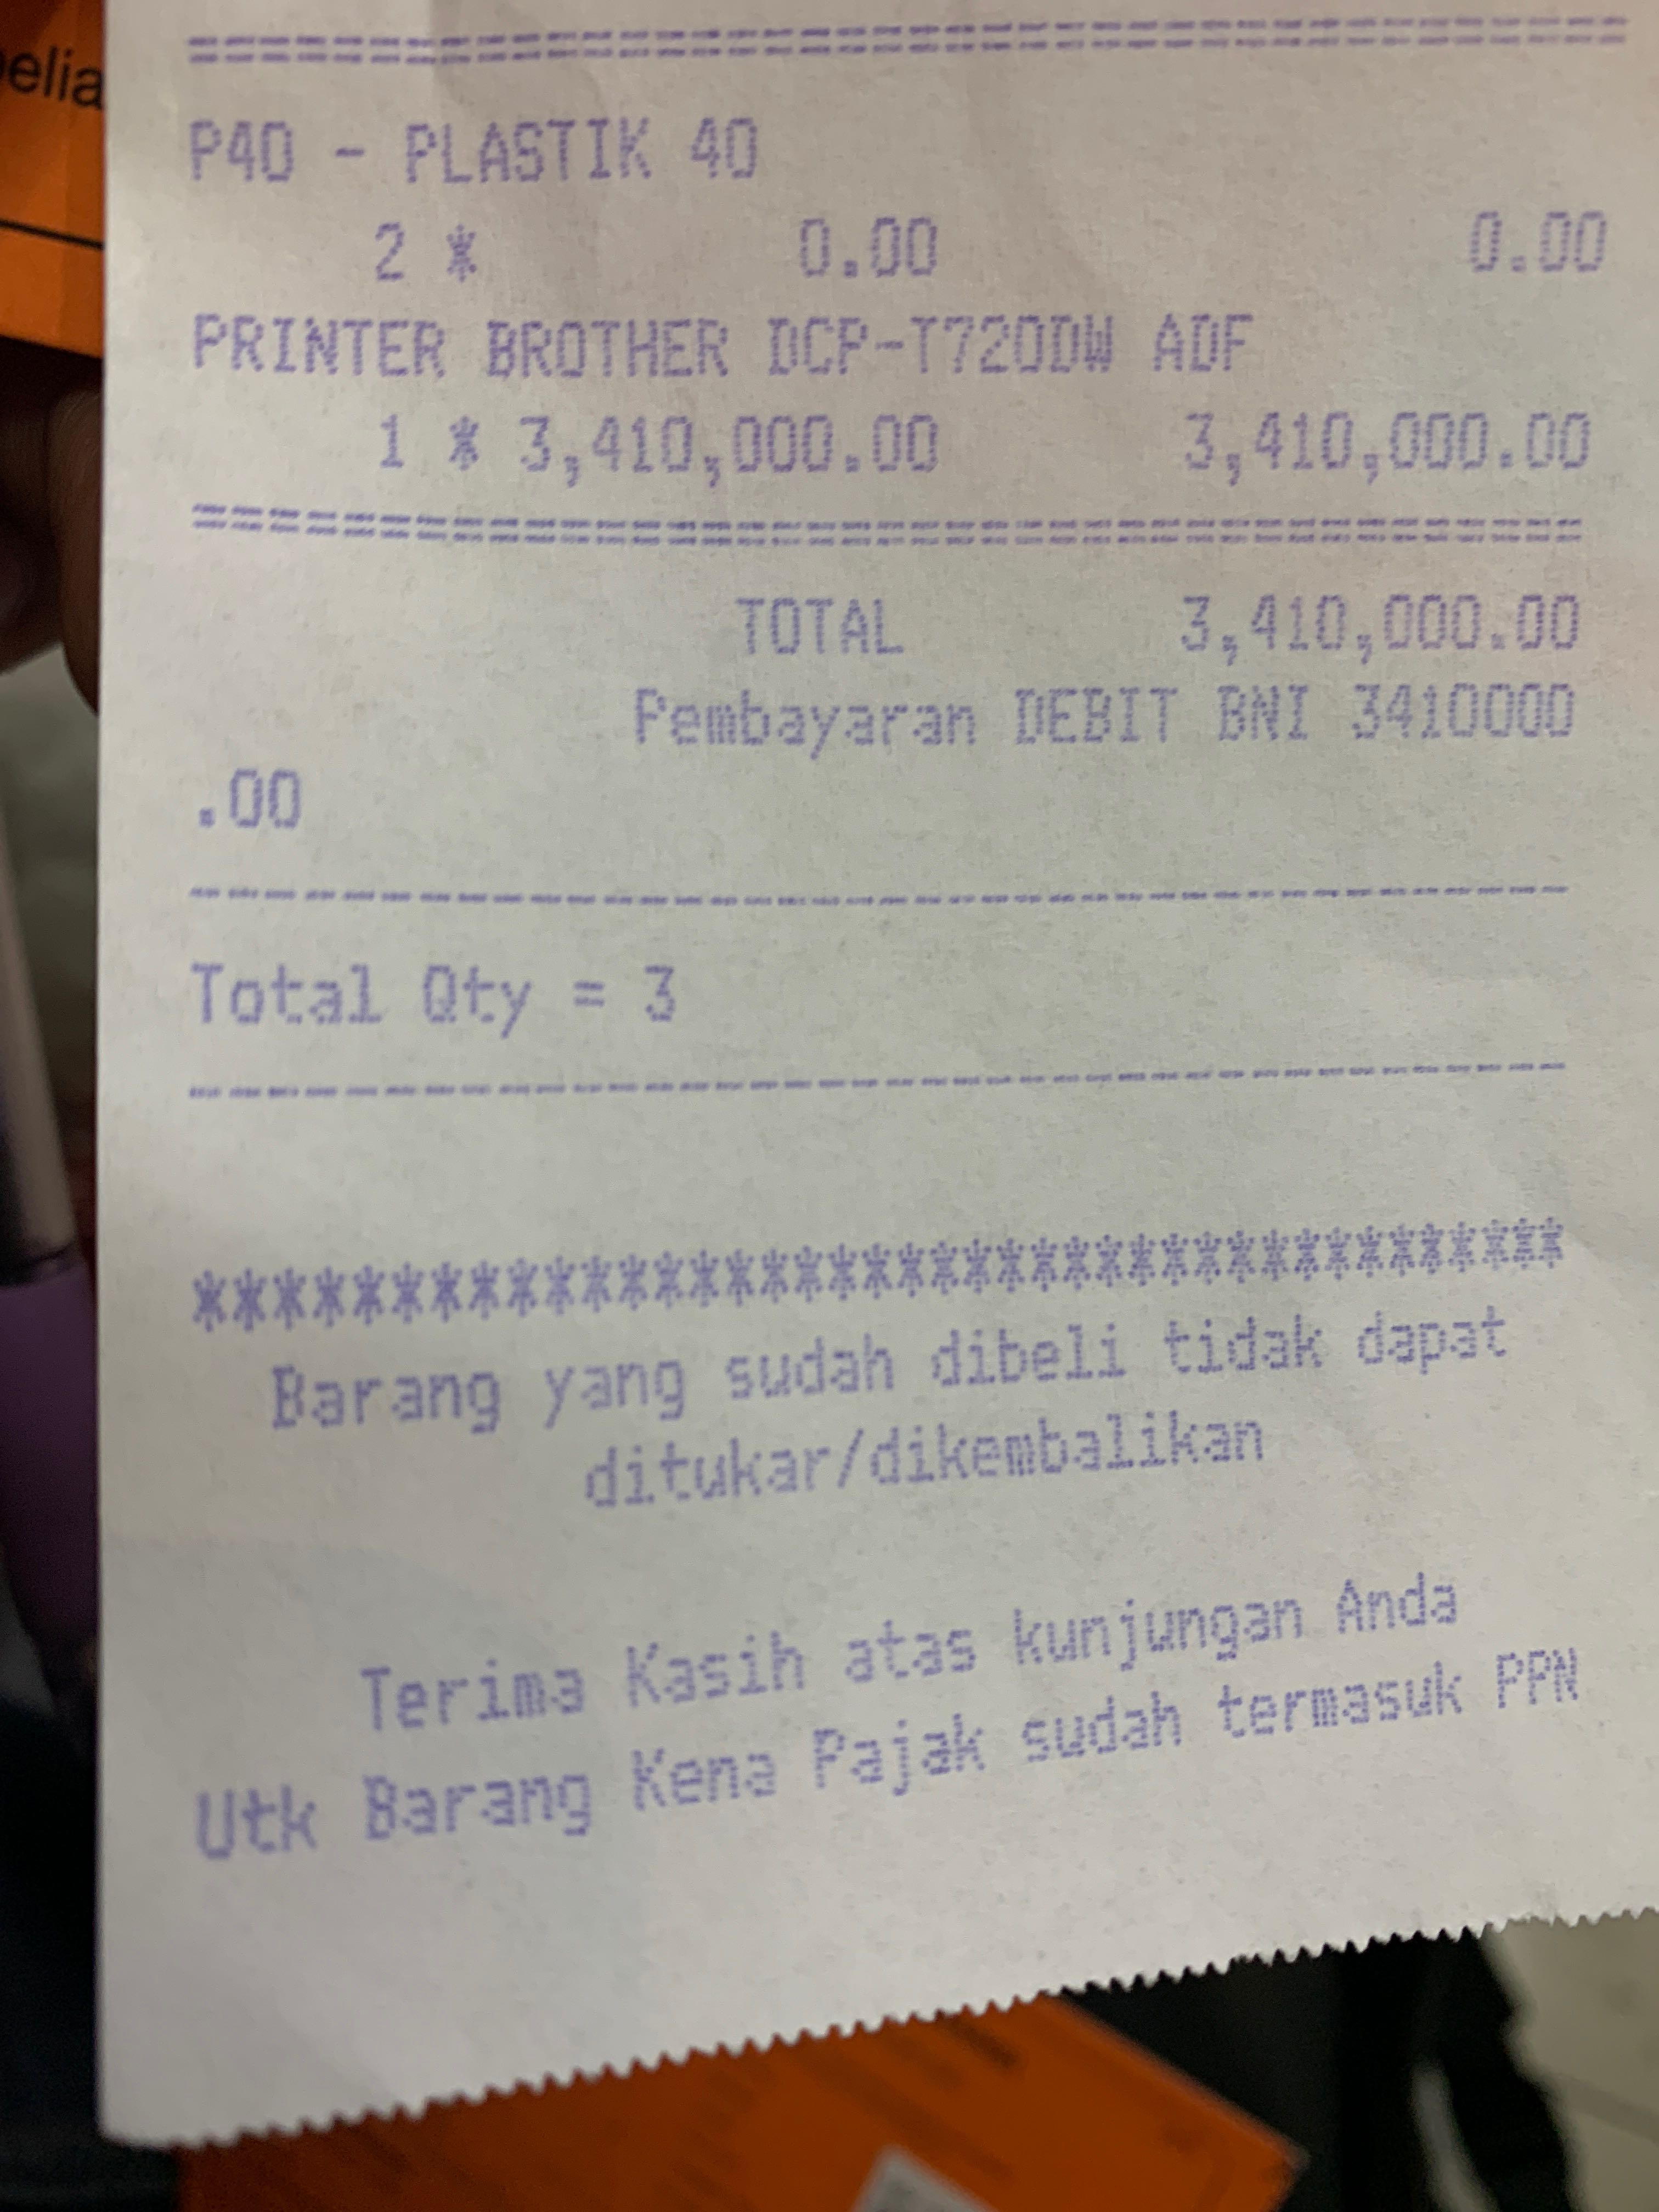 elia
================================
P40 - PLASTIK 40
2 * 0.00 0.00
PRINTER BROTHER DCP-T720DW ADF
1 * 3,410,000.00 3,410,000.00
================================
TOTAL 3,410,000.00
Pembayaran DEBIT BNI 3410000
.00
--------------------------------
Total Qty = 3
--------------------------------
************************************
Barang yang sudah dibeli tidak dapat
ditukar/dikembalikan
Terima Kasih atas kunjungan Anda
Utk Barang Kena Pajak sudah termasuk PPN